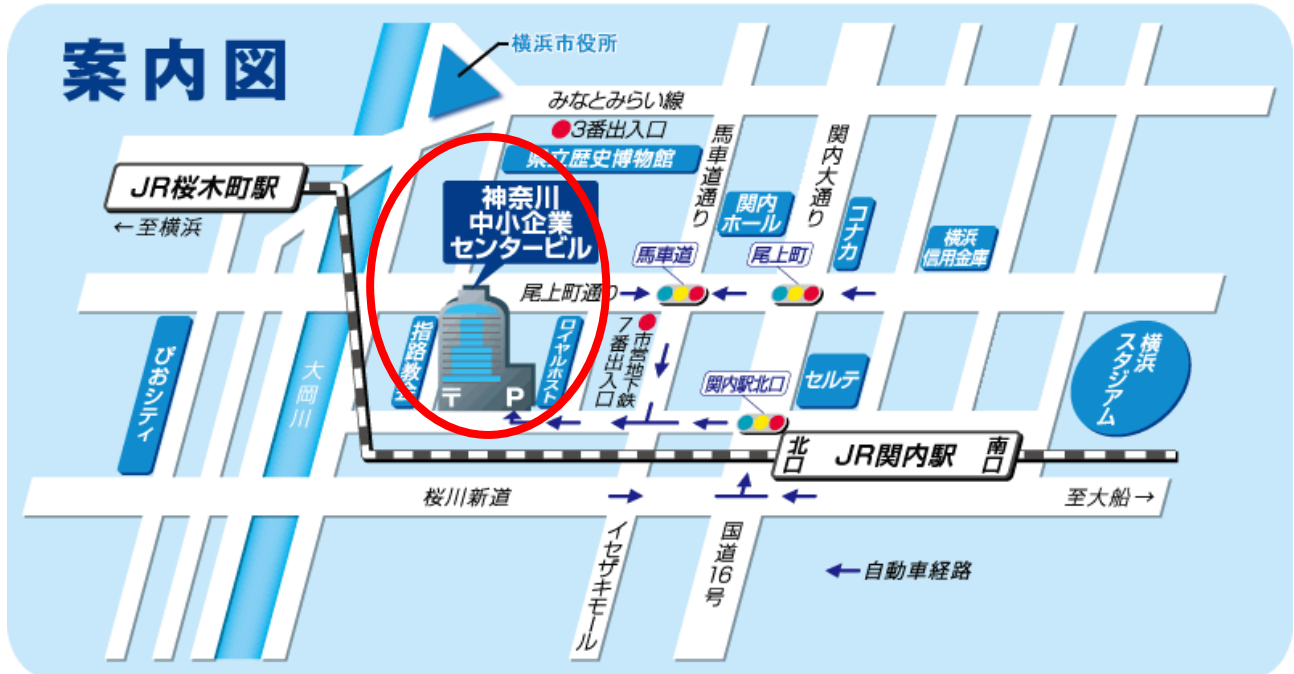 案内図
横浜市役所
みなとみらい線
3番出入口
県立歴史博物館
馬車道通り
関内大通り
JR桜木町駅
←至横浜
神奈川
中小企業
センタービル
関内
ホール
コナカ
横浜
信用金庫
馬車道
尾上町
尾上町通り
ぴおシティ
大岡川
指路教会
〒
P
ロイヤルホスト
市営地下鉄
7番出入口
関内駅北口
セルテ
横浜
スタジアム
北口
JR関内駅
南口
桜川新道
至大船→
イセザキモール
国道16号
自動車経路